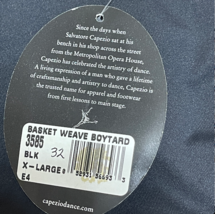 Since the days when
Salvatore Capezio sat at his
bench in his shop across the street
from the Metropolitan Opera House,
Capezio has celebrated the artistry of dance.
A living expression of a man who gave a lifetime
of craftsmanship and artistry to dance, Capezio is
the trusted name for apparel and footwear
from first lessons to main stage.
BASKET WEAVE BOYTARD
3585
BLK 32
X-LARGE
E4
capeziodance.com